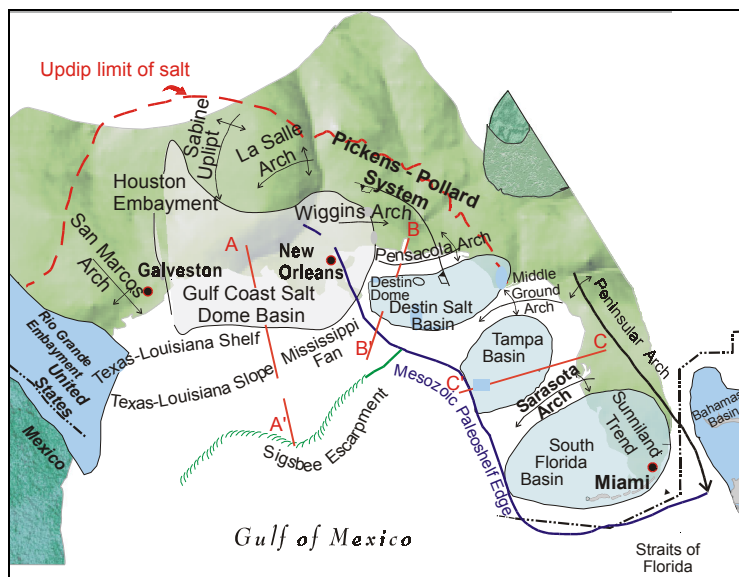 Updip limit of salt
Sabine
Uplipt
La Salle
Arch
Pickens - Pollard
System
Houston
Embayment
Wiggins Arch
San Marcos
Arch
A
B
New
Orleans
Pensacola Arch
Galveston
Destin
Dome
Middle
Ground
Arch
Peninsular Arch
Gulf Coast Salt
Dome Basin
Destin Salt
Basin
Rio Grande
Embayment
United
States
Mexico
Texas-Louisiana Shelf
Mississippi
Fan
B'
Tampa
Basin
C'
Texas-Louisiana Slope
C
Mesozoic Paleoshelf Edge
Sarasota
Arch
Bahamas
Basin
A'
Sigsbee Escarpment
Sunniland
Trend
South
Florida
Basin
Miami
Gulf of Mexico
Straits of
Florida